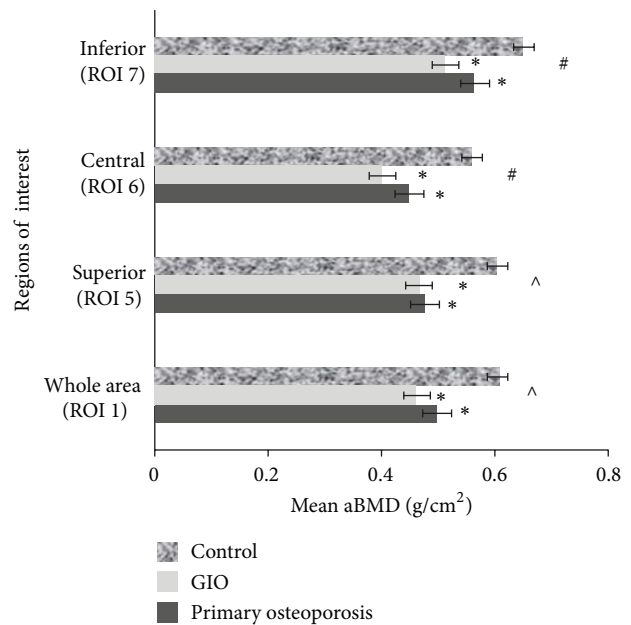 Regions of interest
Inferior
(ROI 7)
* #
*
Central
(ROI 6)
* #
*
Superior
(ROI 5)
* ^
*
Whole area
(ROI 1)
* ^
*
0 0.2 0.4 0.6 0.8
Mean aBMD (g/cm²)
Control
GIO
Primary osteoporosis